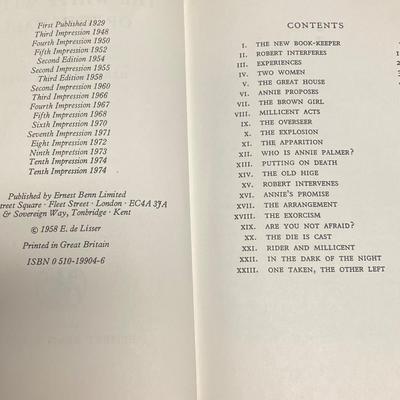 First Published 1929
Third Impression 1948
Fourth Impression 1950
Fifth Impression 1952
Second Edition 1954
Second Impression 1955
Third Edition 1958
Second Impression 1960
Third Impression 1966
Fourth Impression 1967
Fifth Impression 1968
Sixth Impression 1970
Seventh Impression 1971
Eight Impression 1972
Ninth Impression 1973
Tenth Impression 1974
Tenth Impression 1974
Published by Ernest Benn Limited
Square · Fleet Street · London · EC4A 3JA
& Sovereign Way, Tonbridge · Kent
© 1958 E. de Lisser
Printed in Great Britain
ISBN 0 510-19904-6
CONTENTS
I. THE NEW BOOK-KEEPER
II. ROBERT INTERFERES
III. EXPERIENCES
IV. TWO WOMEN
V. THE GREAT HOUSE
VI. ANNIE PROPOSES
VII. THE BROWN GIRL
VIII. MILLICENT ACTS
IX. THE OVERSEER
X. THE EXPLOSION
XI. THE APPARITION
XII. WHO IS ANNIE PALMER?
XIII. PUTTING ON DEATH
XIV. THE OLD HIGE
XV. ROBERT INTERVENES
XVI. ANNIE'S PROMISE
XVII. THE ARRANGEMENT
XVIII. THE EXORCISM
XIX. ARE YOU NOT AFRAID?
XX. THE DIE IS CAST
XXI. RIDER AND MILLICENT
XXII. IN THE DARK OF THE NIGHT
XXIII. ONE TAKEN, THE OTHER LEFT